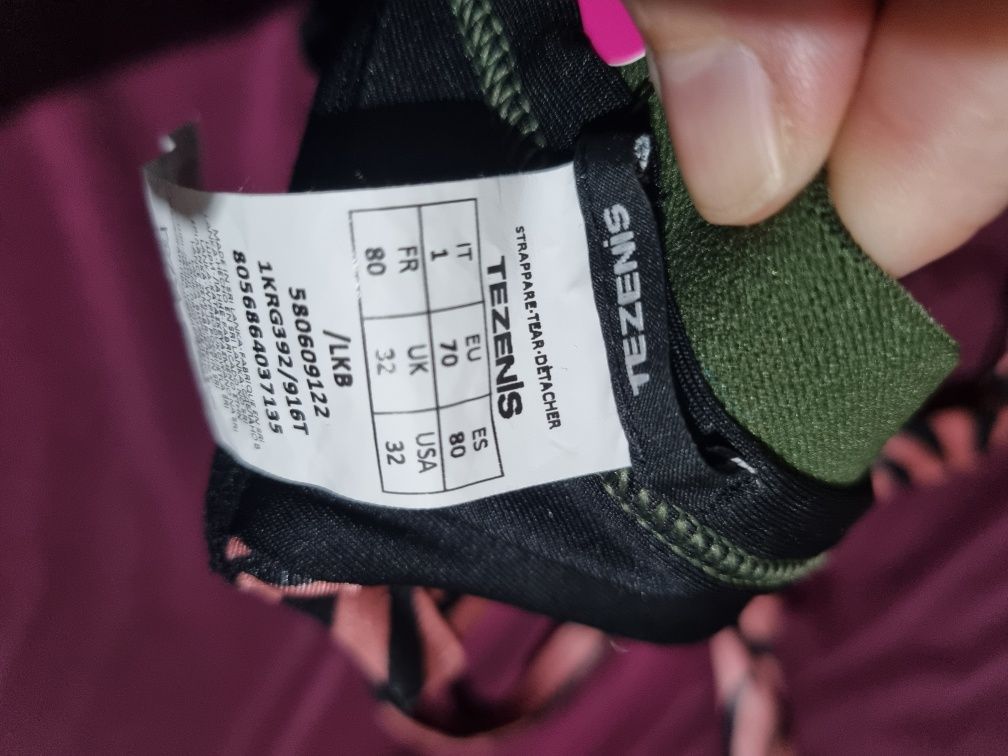 TEZENIS
STRAPPARE·TEAR·DÉTACHER
TEZENIS
IT EU ES
1 70 80
FR UK USA
80 32 32
/LKB
580609122
1KRG392/916T
8056864037135